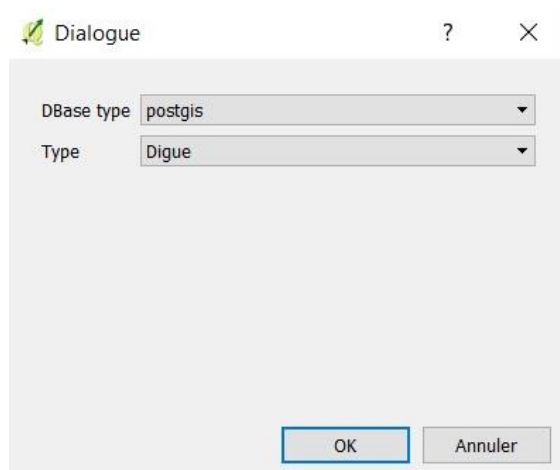 Dialogue ?
DBase type postgis
Type Digue
OK Annuler